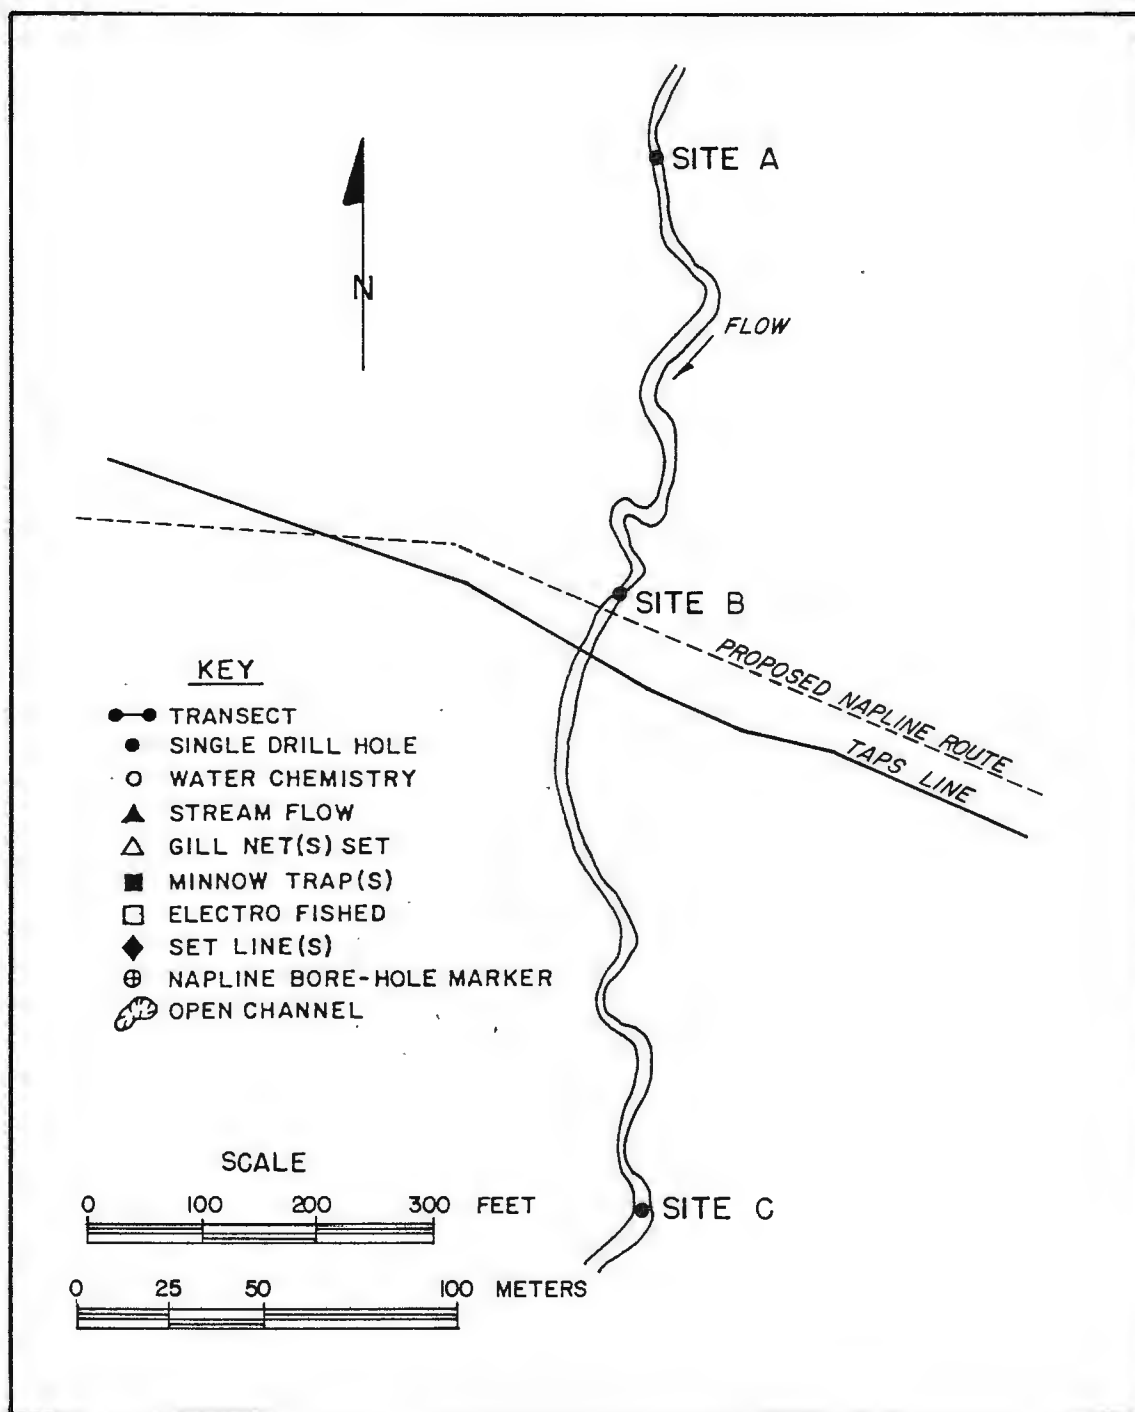 SITE A
N
FLOW
SITE B
PROPOSED NAPLINE ROUTE
TAPS LINE
KEY
TRANSECT
SINGLE DRILL HOLE
WATER CHEMISTRY
STREAM FLOW
GILL NET(S) SET
MINNOW TRAP(S)
ELECTRO FISHED
SET LINE(S)
NAPLINE BORE-HOLE MARKER
OPEN CHANNEL
SCALE
0 100 200 300 FEET
0 25 50 100 METERS
SITE C